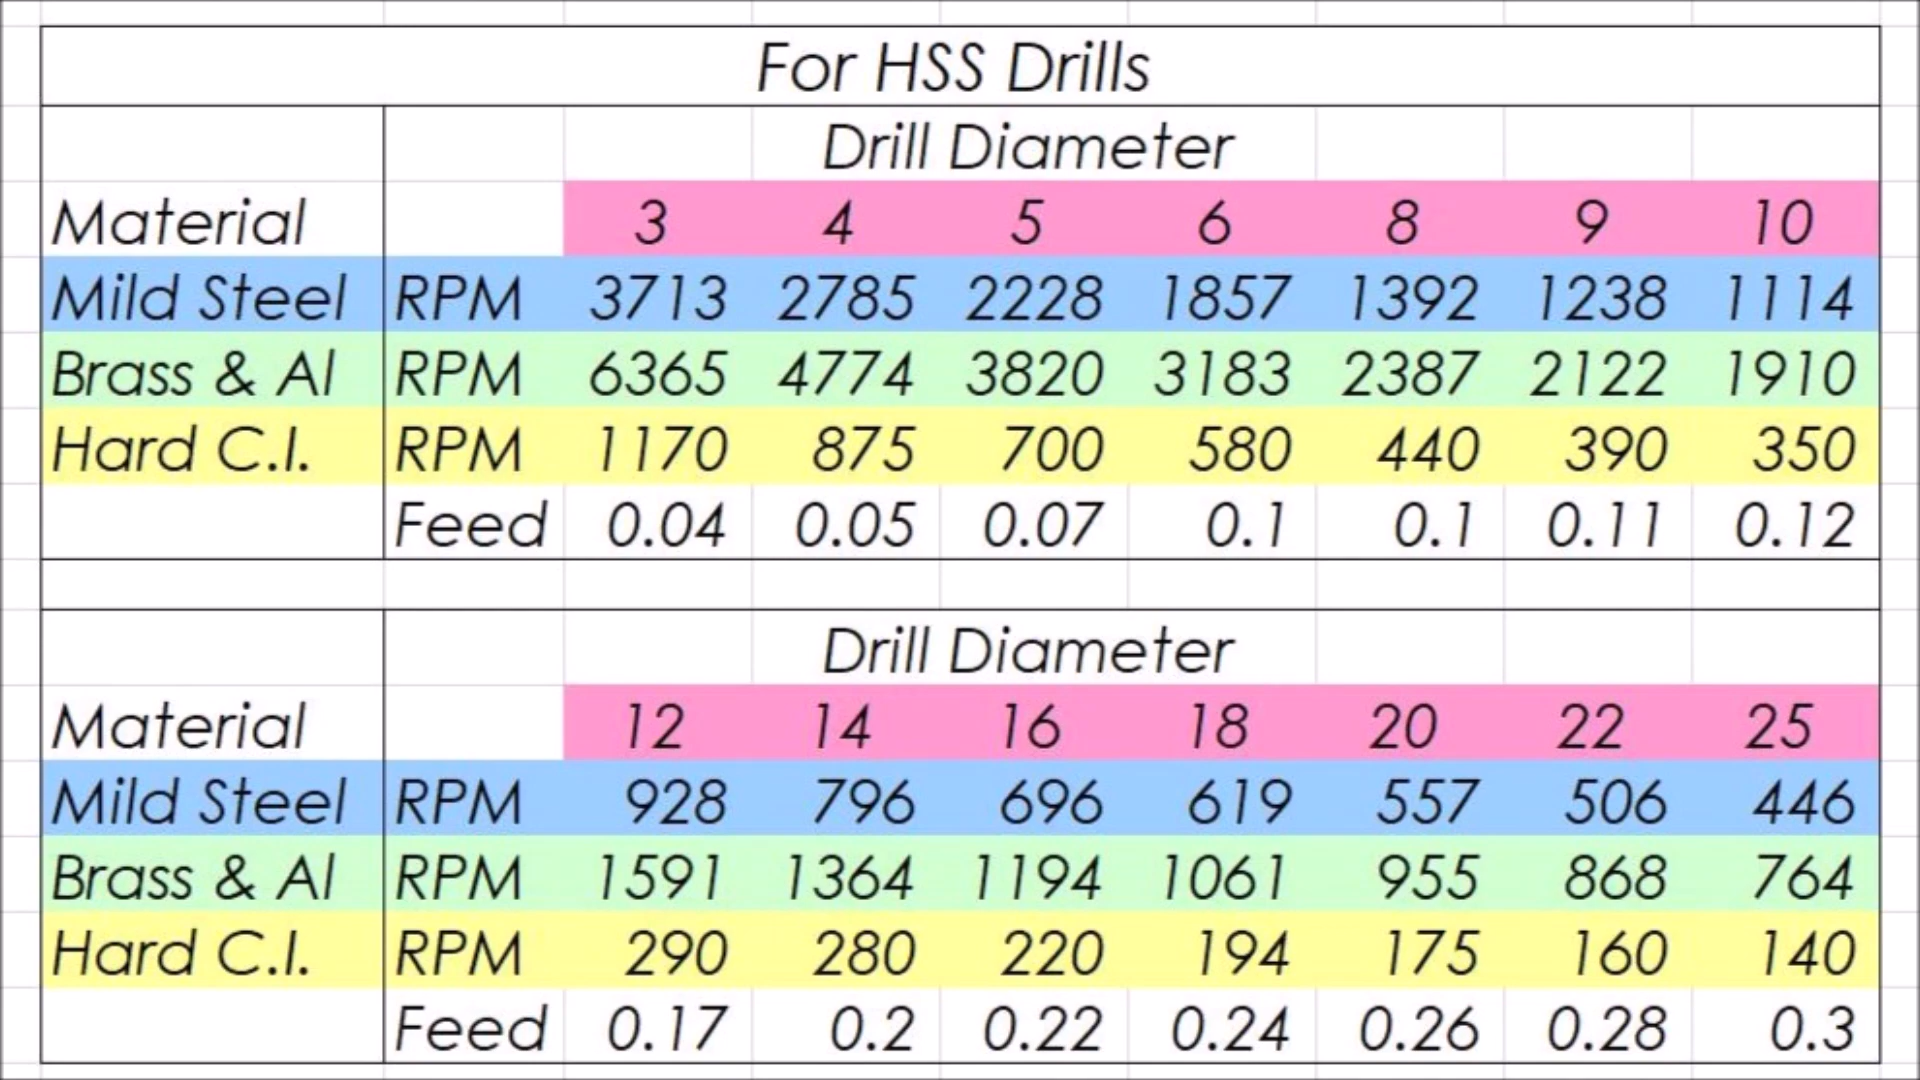 For HSS Drills
Drill Diameter
Material 3 4 5 6 8 9 10
Mild Steel RPM 3713 2785 2228 1857 1392 1238 1114
Brass & Al RPM 6365 4774 3820 3183 2387 2122 1910
Hard C.I. RPM 1170 875 700 580 440 390 350
Feed 0.04 0.05 0.07 0.1 0.1 0.11 0.12
Drill Diameter
Material 12 14 16 18 20 22 25
Mild Steel RPM 928 796 696 619 557 506 446
Brass & Al RPM 1591 1364 1194 1061 955 868 764
Hard C.I. RPM 290 280 220 194 175 160 140
Feed 0.17 0.2 0.22 0.24 0.26 0.28 0.3